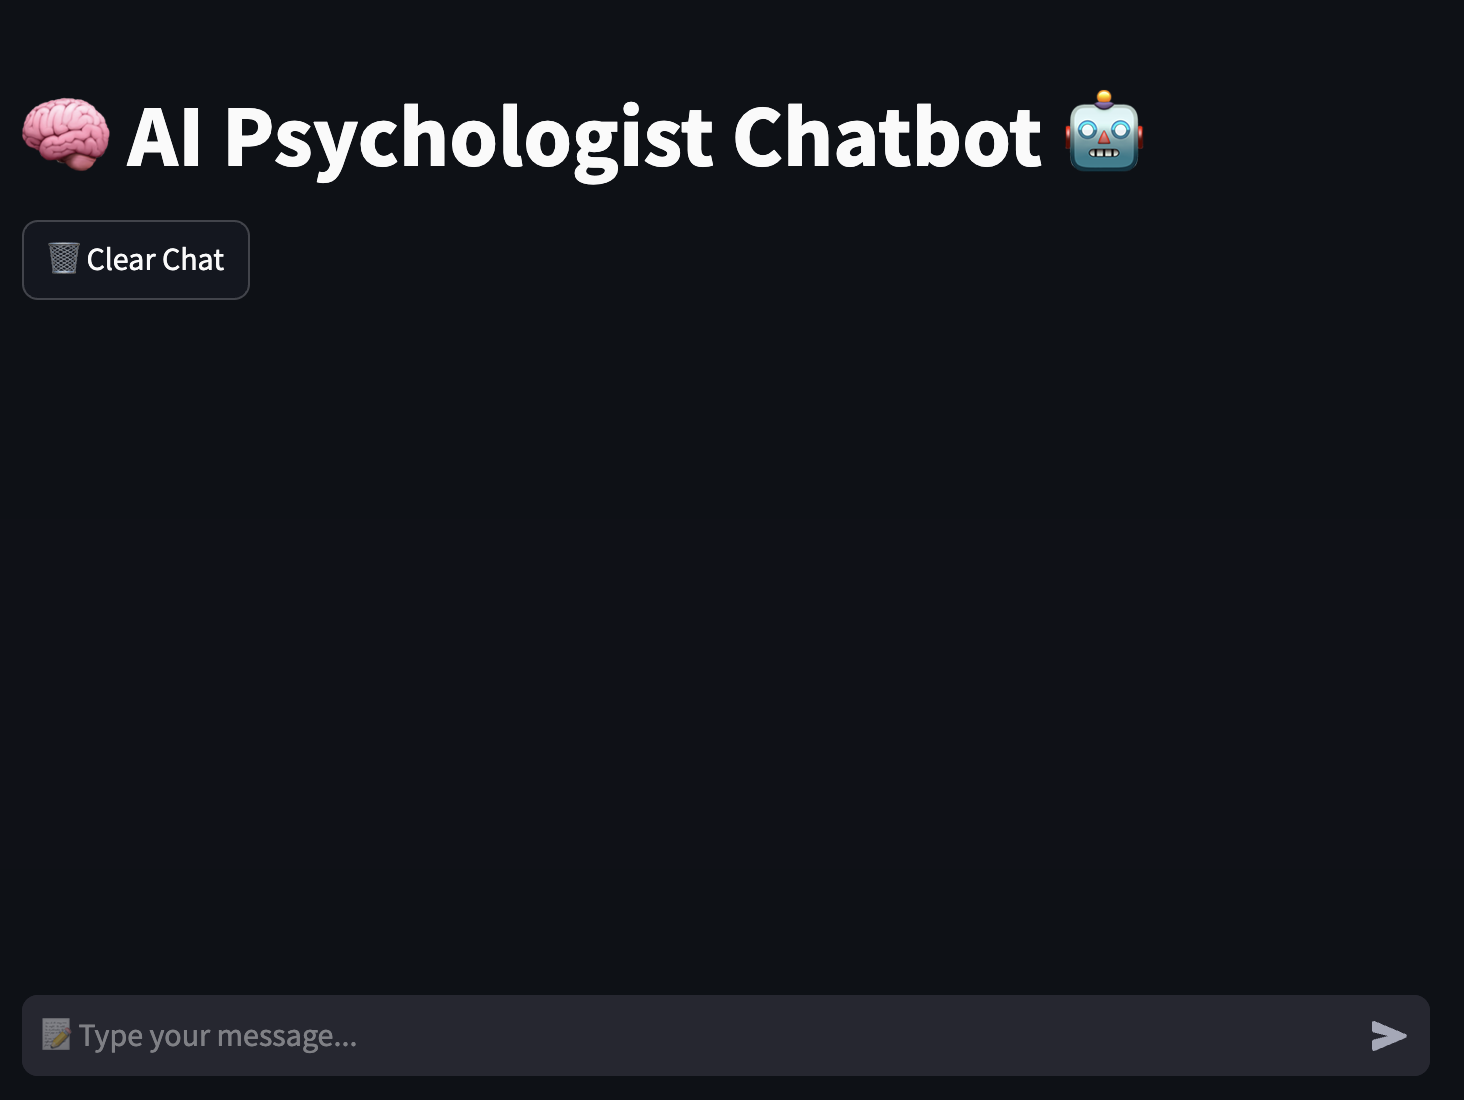 🧠 AI Psychologist Chatbot 🤖
🗑️ Clear Chat
📝 Type your message...